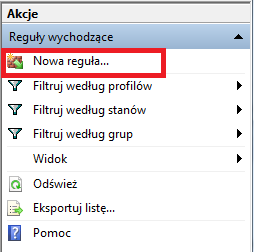 Akcje
Reguły wychodzące
Nowa reguła...
Filtruj według profilów
Filtruj według stanów
Filtruj według grup
Widok
Odśwież
Eksportuj listę...
Pomoc